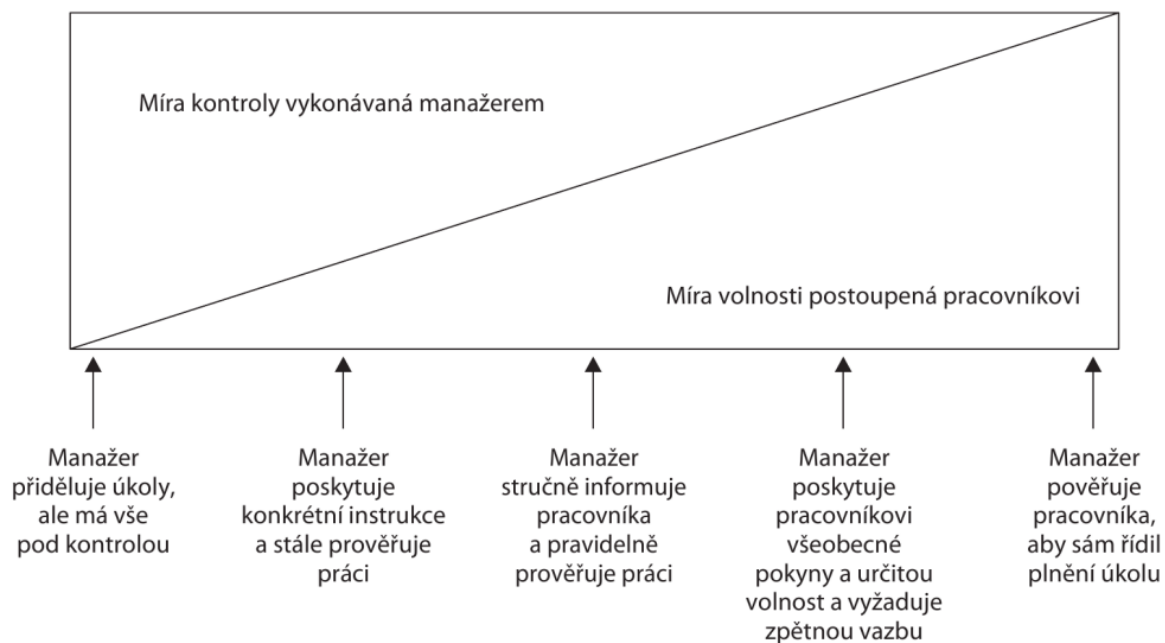 Míra kontroly vykonávaná manažerem
Míra volnosti postoupená pracovníkovi
Manažer
přiděluje úkoly,
ale má vše
pod kontrolou
Manažer
poskytuje
konkrétní instrukce
a stále prověřuje
práci
Manažer
stručně informuje
pracovníka
a pravidelně
prověřuje práci
Manažer
poskytuje
pracovníkovi
všeobecné
pokyny a určitou
volnost a vyžaduje
zpětnou vazbu
Manažer
pověřuje
pracovníka,
aby sám řídil
plnění úkolu